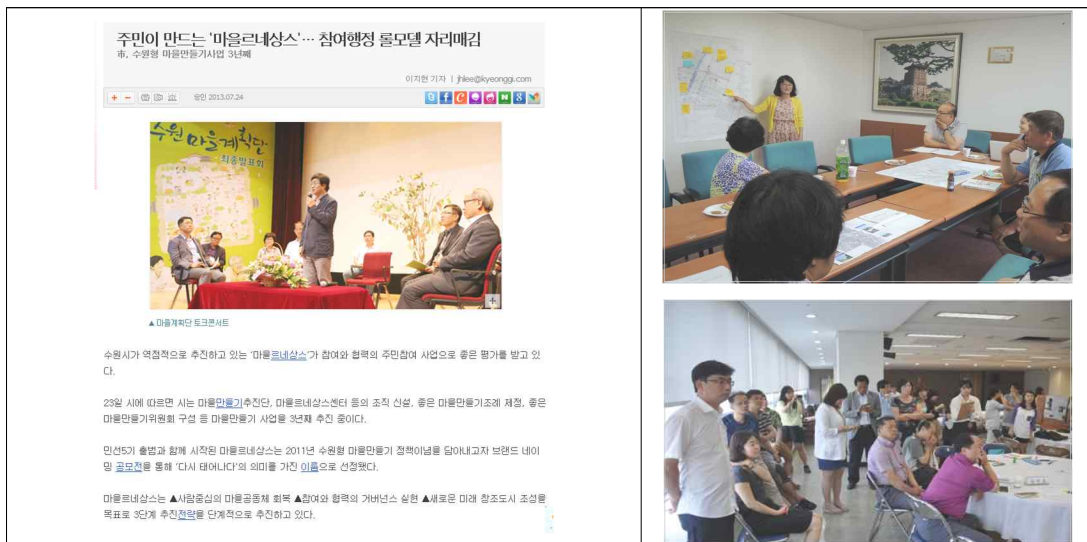 주민이 만드는 '마을르네상스'… 참여행정 롤모델 자리매김
市, 수원형 마을만들기사업 3년째
이지현 기자 | jhlee@kyeonggi.com
승인 2013.07.24
수원 마을계획단
최종발표회
▲ 마을계획단 토크콘서트
수원시가 역점적으로 추진하고 있는 '마을르네상스'가 참여와 협력의 주민참여 사업으로 좋은 평가를 받고 있
다.
23일 시에 따르면 시는 마을만들기추진단, 마을르네상스센터 등의 조직 신설, 좋은 마을만들기조례 제정, 좋은
마을만들기위원회 구성 등 마을만들기 사업을 3년째 추진 중이다.
민선5기 출범과 함께 시작된 마을르네상스는 2011년 수원형 마을만들기 정책이념을 담아내고자 브랜드 네이
밍 공모전을 통해 '다시 태어나다'의 의미를 가진 이름으로 선정됐다.
마을르네상스는 ▲사람중심의 마을공동체 회복 ▲참여와 협력의 거버넌스 실현 ▲새로운 미래 창조도시 조성을
목표로 3단계 추진전략을 단계적으로 추진하고 있다.